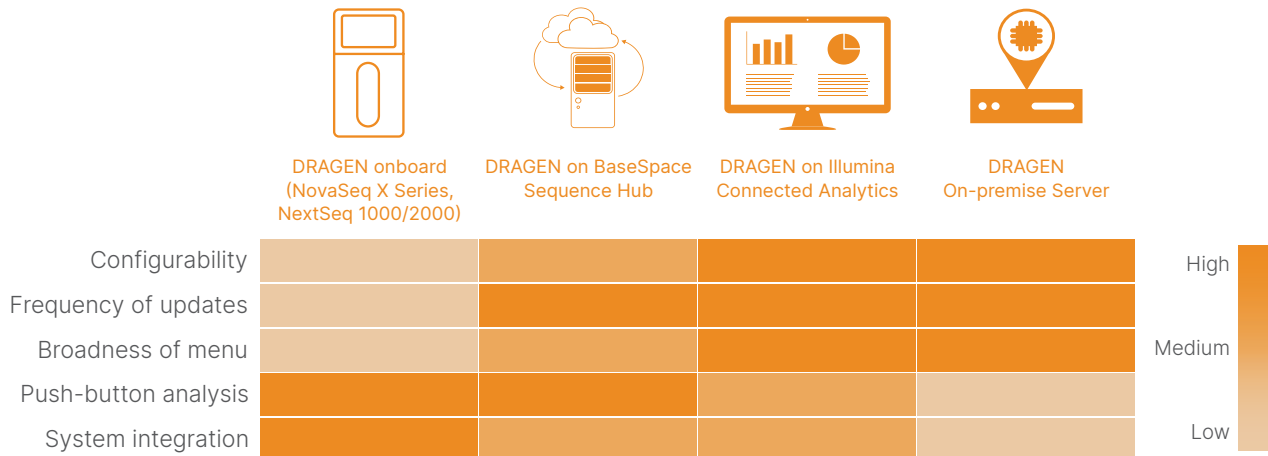 DRAGEN onboard
(NovaSeq X Series,
NextSeq 1000/2000)
DRAGEN on BaseSpace
Sequence Hub
DRAGEN on Illumina
Connected Analytics
DRAGEN
On-premise Server
Configurability
Frequency of updates
Broadness of menu
Push-button analysis
System integration
High
Medium
Low